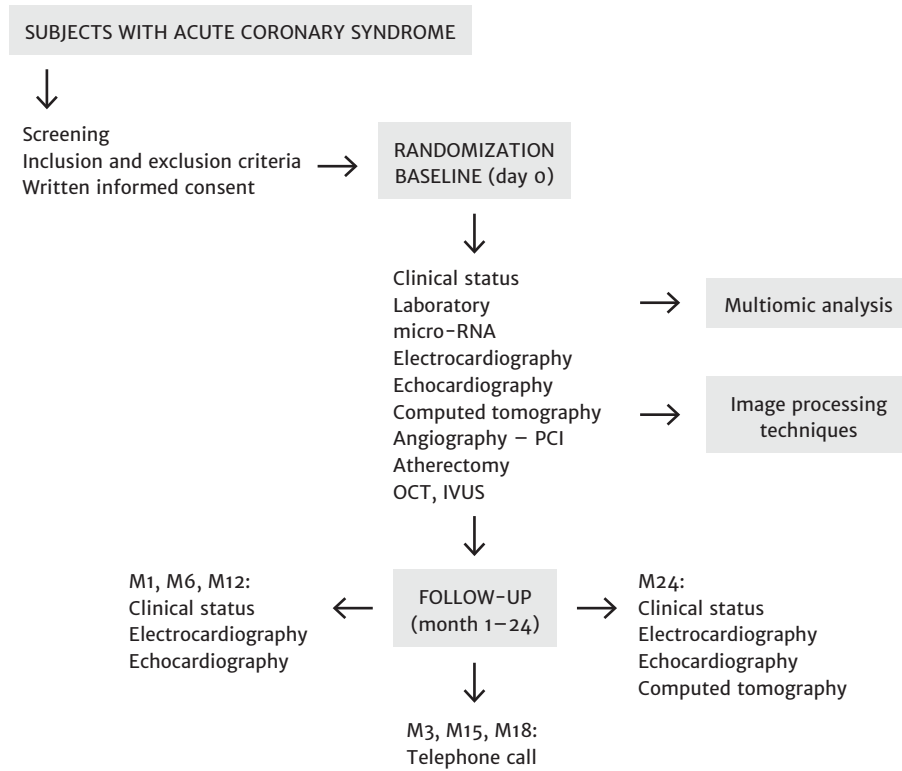 SUBJECTS WITH ACUTE CORONARY SYNDROME
Screening
Inclusion and exclusion criteria
Written informed consent
RANDOMIZATION
BASELINE (day 0)
Clinical status
Laboratory
micro-RNA
Electrocardiography
Echocardiography
Computed tomography
Angiography – PCI
Atherectomy
OCT, IVUS
Multiomic analysis
Image processing
techniques
M1, M6, M12:
Clinical status
Electrocardiography
Echocardiography
FOLLOW-UP
(month 1–24)
M24:
Clinical status
Electrocardiography
Echocardiography
Computed tomography
M3, M15, M18:
Telephone call